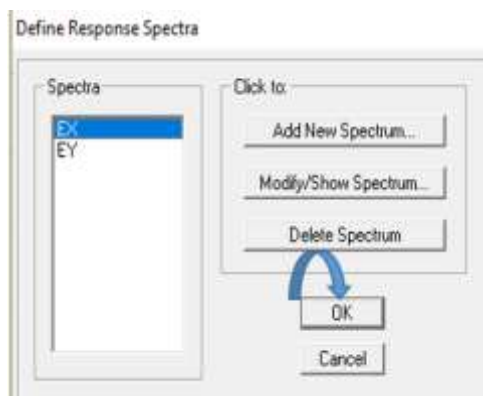 Define Response Spectra
Spectra
EX
EY
Click to:
Add New Spectrum...
Modify/Show Spectrum...
Delete Spectrum
OK
Cancel